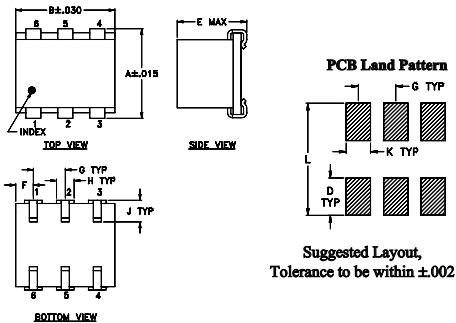 B±.030
E MAX
6 5 4
A±.015
INDEX
1 2 3
TOP VIEW
SIDE VIEW
PCB Land Pattern
G TYP
K TYP
L
D
TYP
Suggested Layout,
Tolerance to be within ±.002
G TYP
H TYP
F
1 2 3
J TYP
6 5 4
BOTTOM VIEW